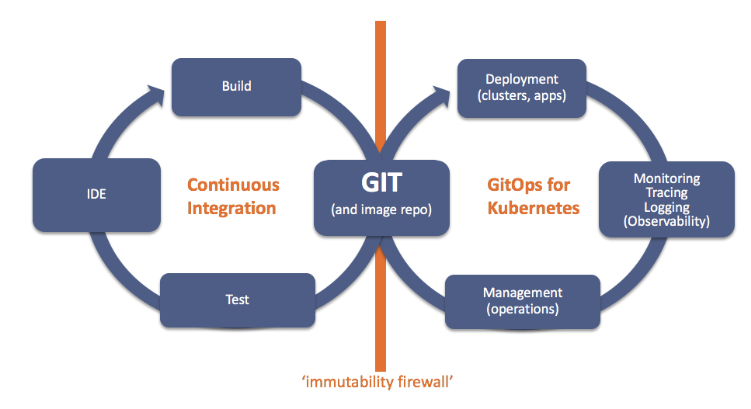 Build
IDE
Continuous
Integration
Test
GIT
(and image repo)
Deployment
(clusters, apps)
GitOps for
Kubernetes
Monitoring
Tracing
Logging
(Observability)
Management
(operations)
‘immutability firewall’